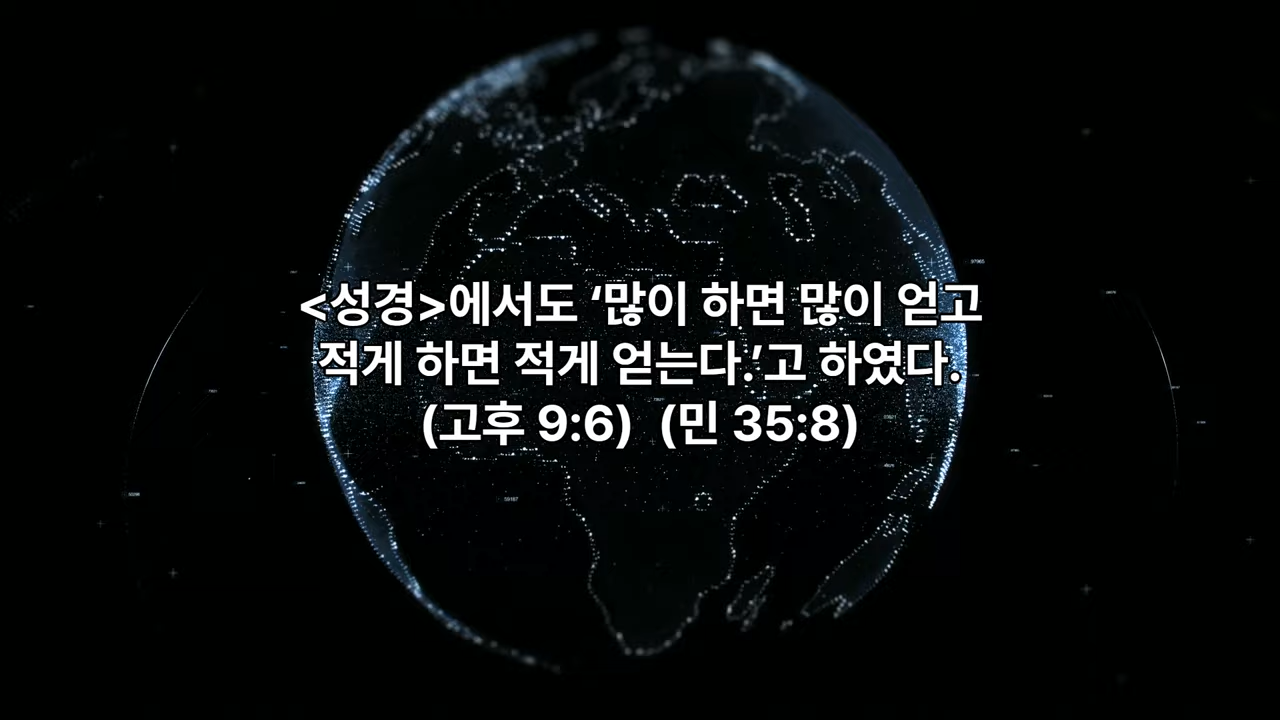 <성경>에서도 ‘많이 하면 많이 얻고
적게 하면 적게 얻는다.’고 하였다.
(고후 9:6) (민 35:8)